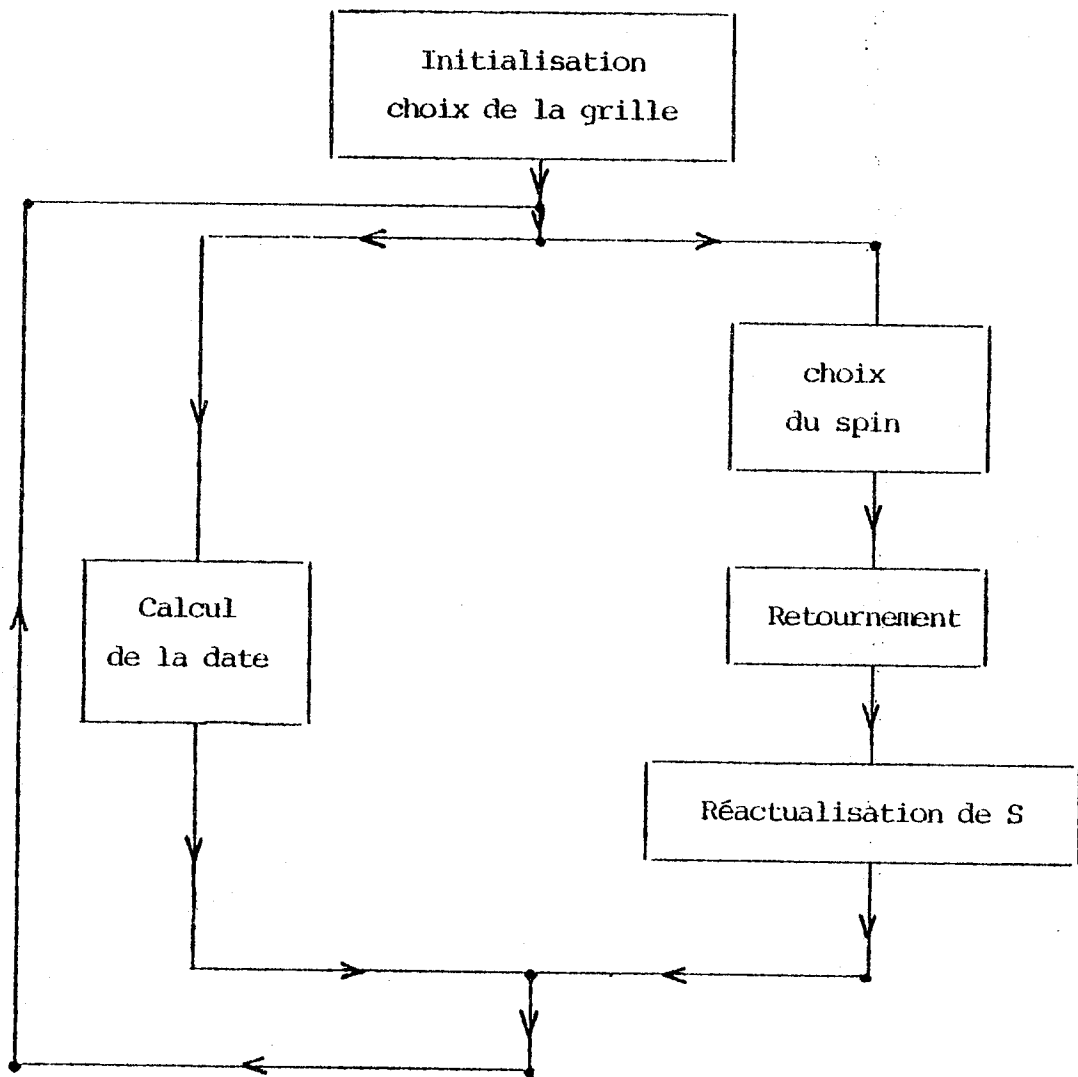 Initialisation
choix de la grille
choix
du spin
Calcul
de la date
Retournement
Réactualisation de S